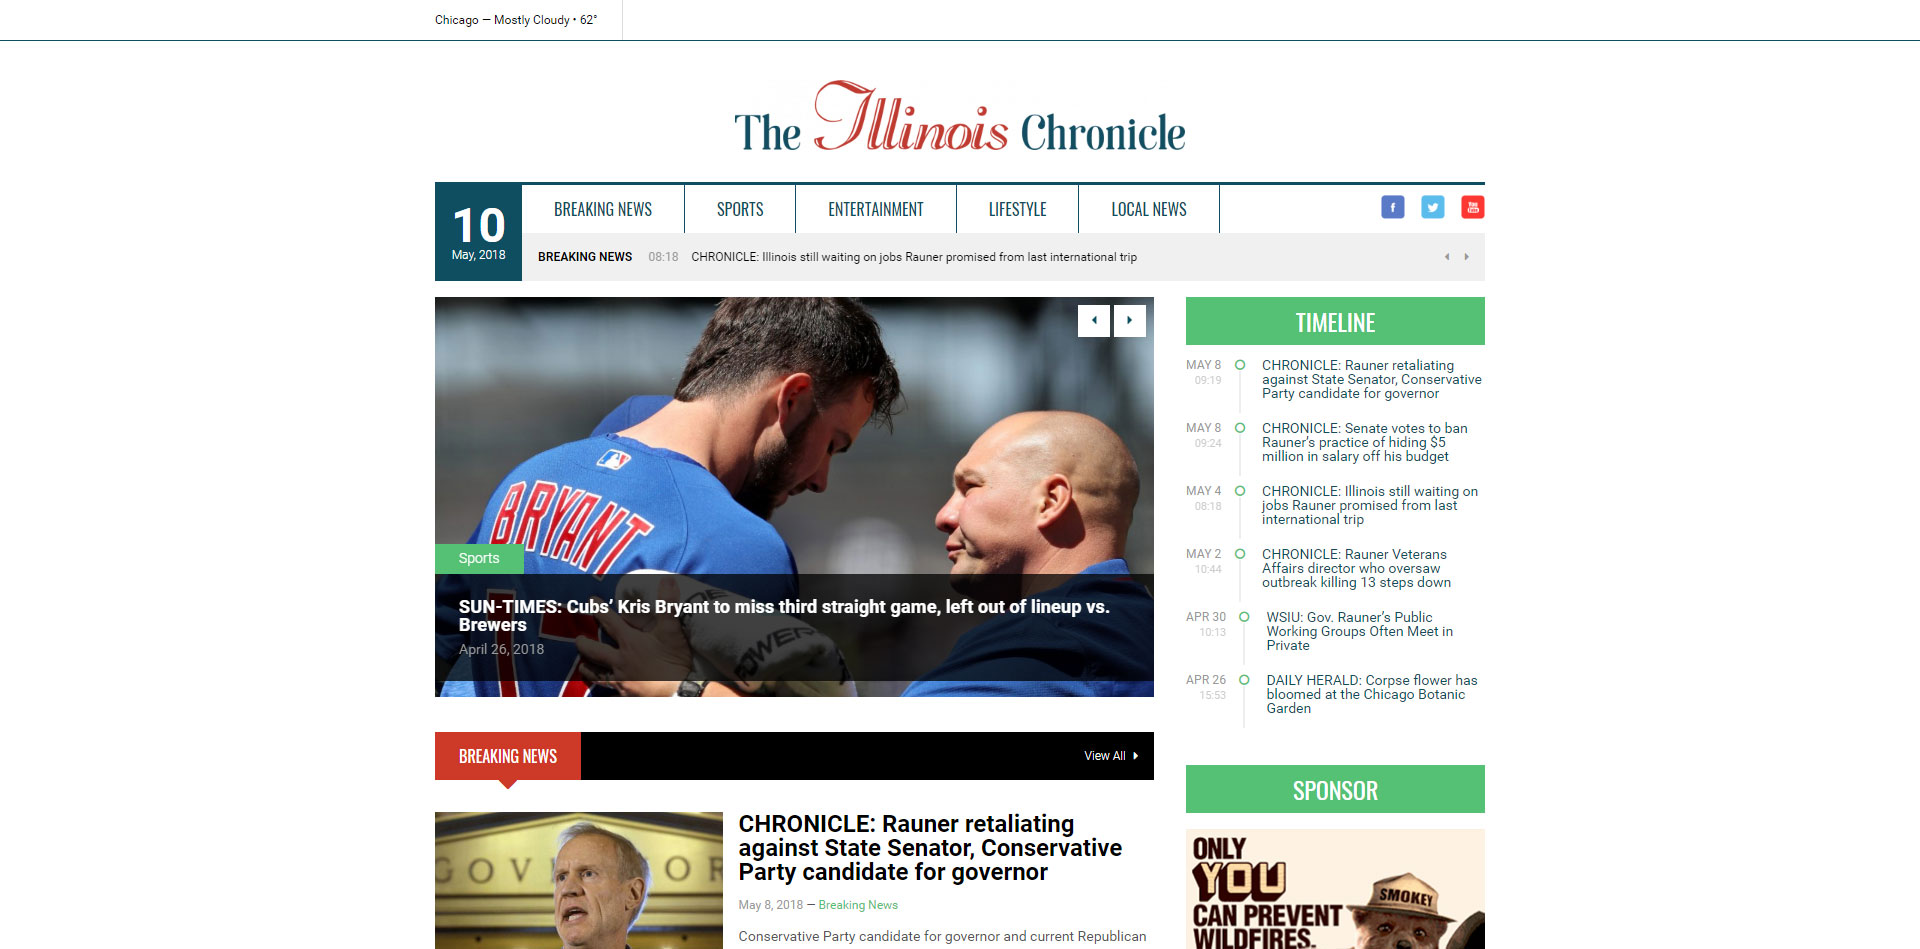 Chicago — Mostly Cloudy • 62°
The Illinois Chronicle
10
May, 2018
BREAKING NEWS
SPORTS
ENTERTAINMENT
LIFESTYLE
LOCAL NEWS
f
You
Tube
BREAKING NEWS 08:18 CHRONICLE: Illinois still waiting on jobs Rauner promised from last international trip
BRYANT
17
POWER
Sports
SUN-TIMES: Cubs’ Kris Bryant to miss third straight game, left out of lineup vs.
Brewers
April 26, 2018
BREAKING NEWS
View All
GOVERNOR
CHRONICLE: Rauner retaliating
against State Senator, Conservative
Party candidate for governor
May 8, 2018 — Breaking News
Conservative Party candidate for governor and current Republican
TIMELINE
MAY 8
09:19
CHRONICLE: Rauner retaliating
against State Senator, Conservative
Party candidate for governor
MAY 8
09:24
CHRONICLE: Senate votes to ban
Rauner’s practice of hiding $5
million in salary off his budget
MAY 4
08:18
CHRONICLE: Illinois still waiting on
jobs Rauner promised from last
international trip
MAY 2
10:44
CHRONICLE: Rauner Veterans
Affairs director who oversaw
outbreak killing 13 steps down
APR 30
10:13
WSIU: Gov. Rauner’s Public
Working Groups Often Meet in
Private
APR 26
15:53
DAILY HERALD: Corpse flower has
bloomed at the Chicago Botanic
Garden
SPONSOR
ONLY
YOU
CAN PREVENT
WILDFIRES.
SMOKEY